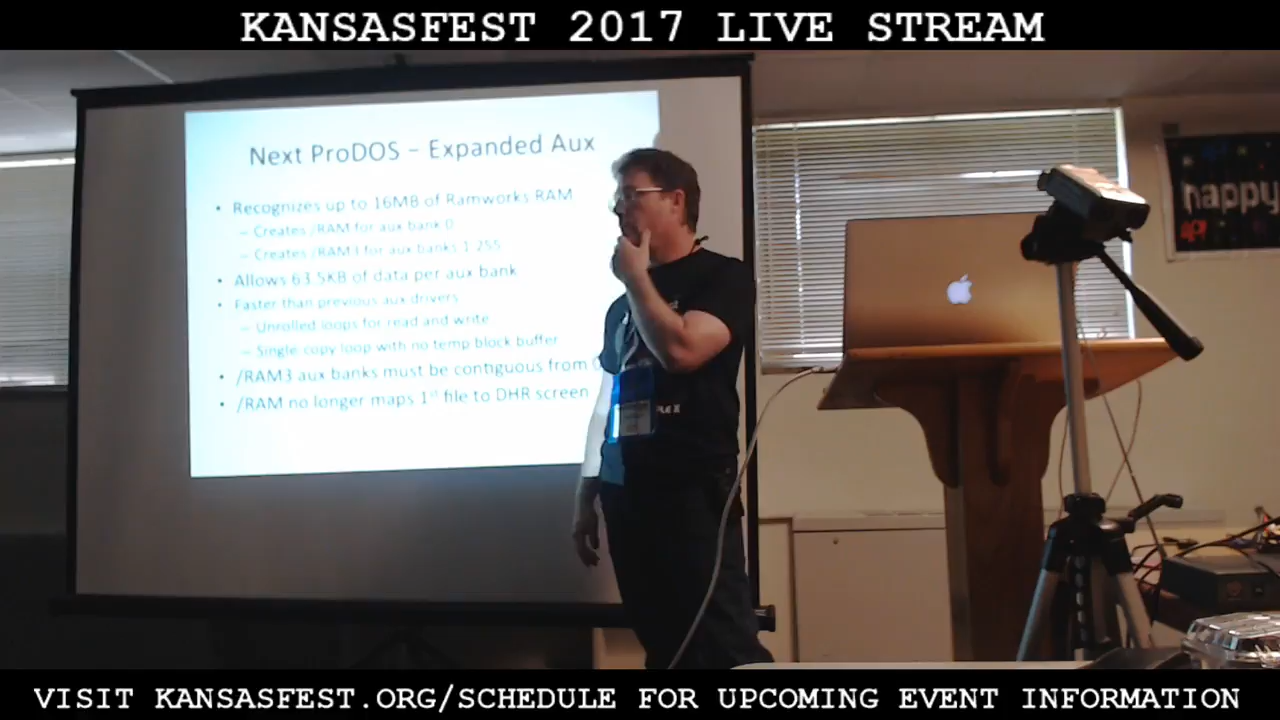 KANSASFEST 2017 LIVE STREAM
Next ProDOS – Expanded Aux
• Recognizes up to 16MB of Ramworks RAM
– Creates /RAM for aux bank 0
– Creates /RAM3 for aux banks 1-255
• Allows 63.5KB of data per aux bank
• Faster than previous aux drivers
– Unrolled loops for read and write
– Single copy loop with no temp block buffer
• /RAM3 aux banks must be contiguous from 0
• /RAM no longer maps 1st file to DHR screen
happy
VISIT KANSASFEST.ORG/SCHEDULE FOR UPCOMING EVENT INFORMATION